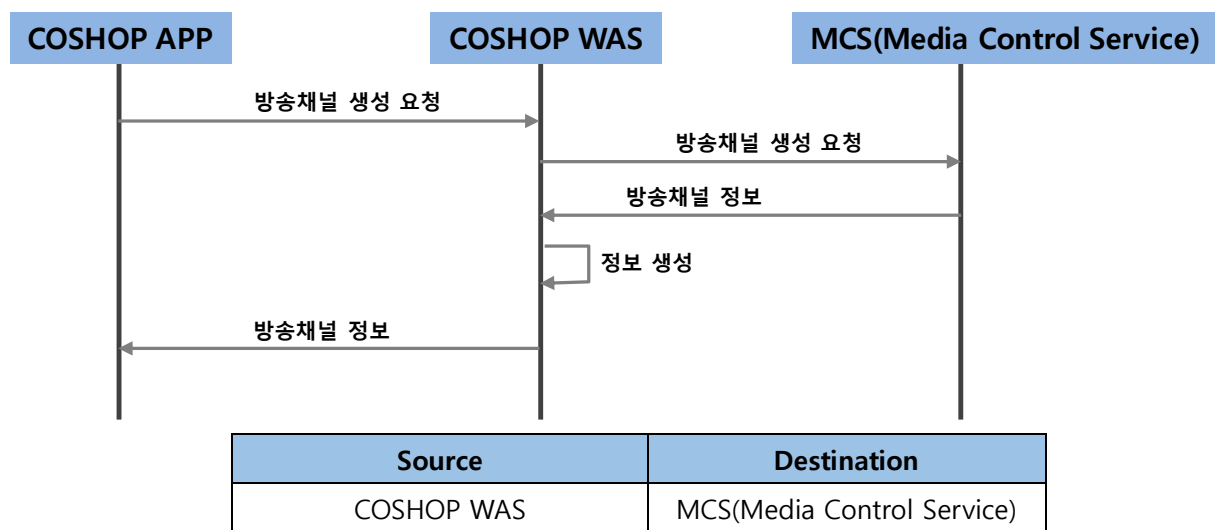 COSHOP APP COSHOP WAS MCS(Media Control Service)
방송채널 생성 요청
방송채널 생성 요청
방송채널 정보
정보 생성
방송채널 정보
Source Destination
COSHOP WAS MCS(Media Control Service)